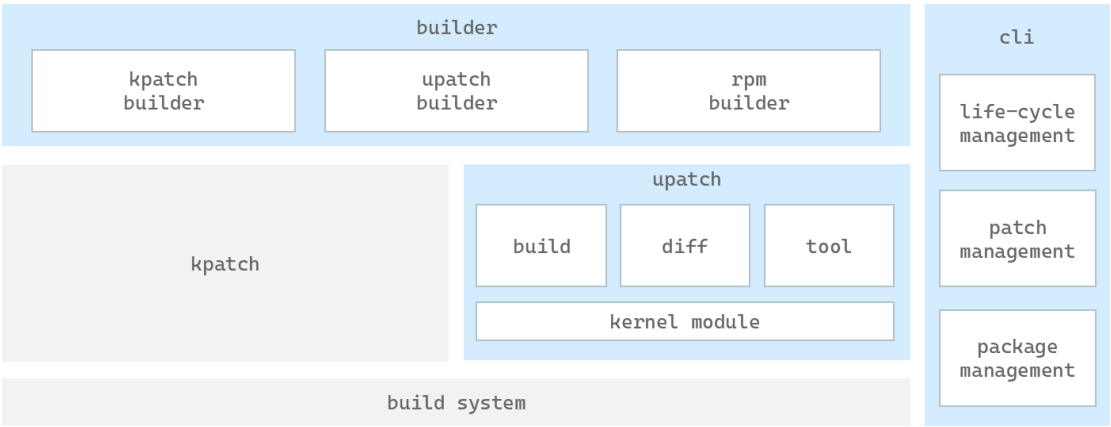 builder
kpatch
builder
upatch
builder
rpm
builder
kpatch
upatch
build
diff
tool
kernel module
build system
cli
life-cycle
management
patch
management
package
management